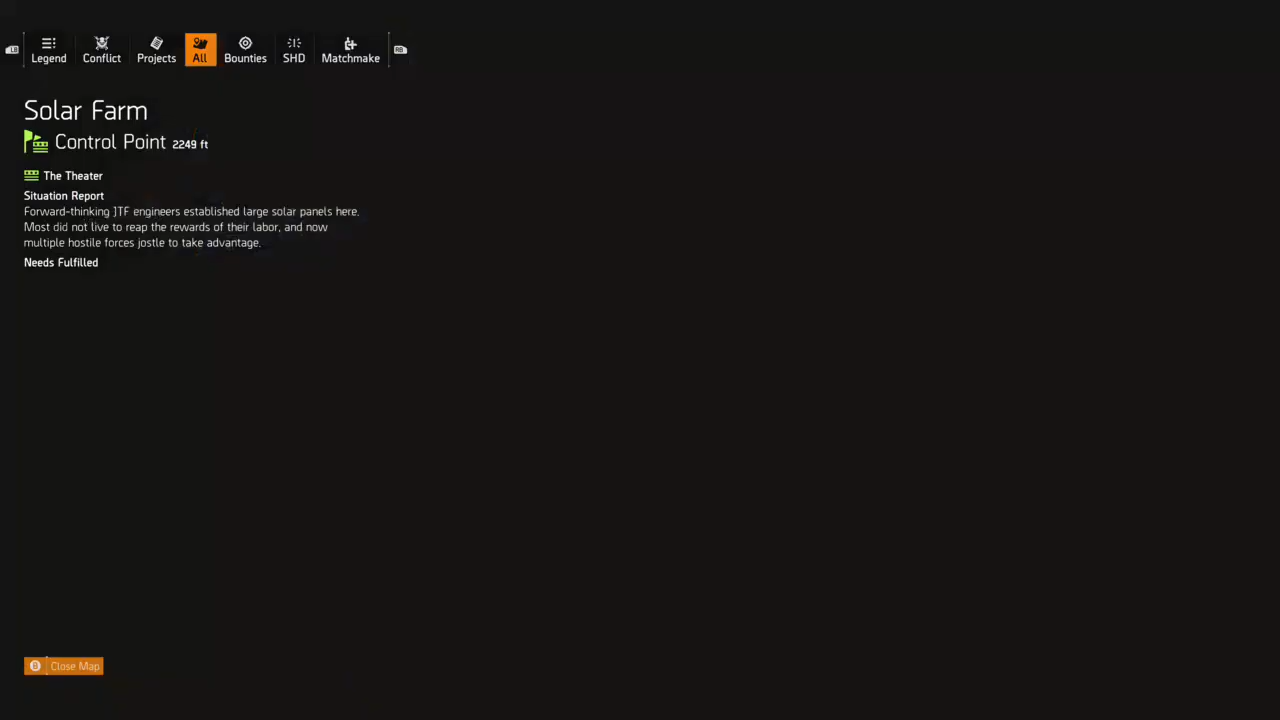 LB Legend Conflict Projects All Bounties SHD Matchmake RB
Solar Farm
Control Point 2249 ft
The Theater
Situation Report
Forward-thinking JTF engineers established large solar panels here.
Most did not live to reap the rewards of their labor, and now
multiple hostile forces jostle to take advantage.
Needs Fulfilled
B Close Map